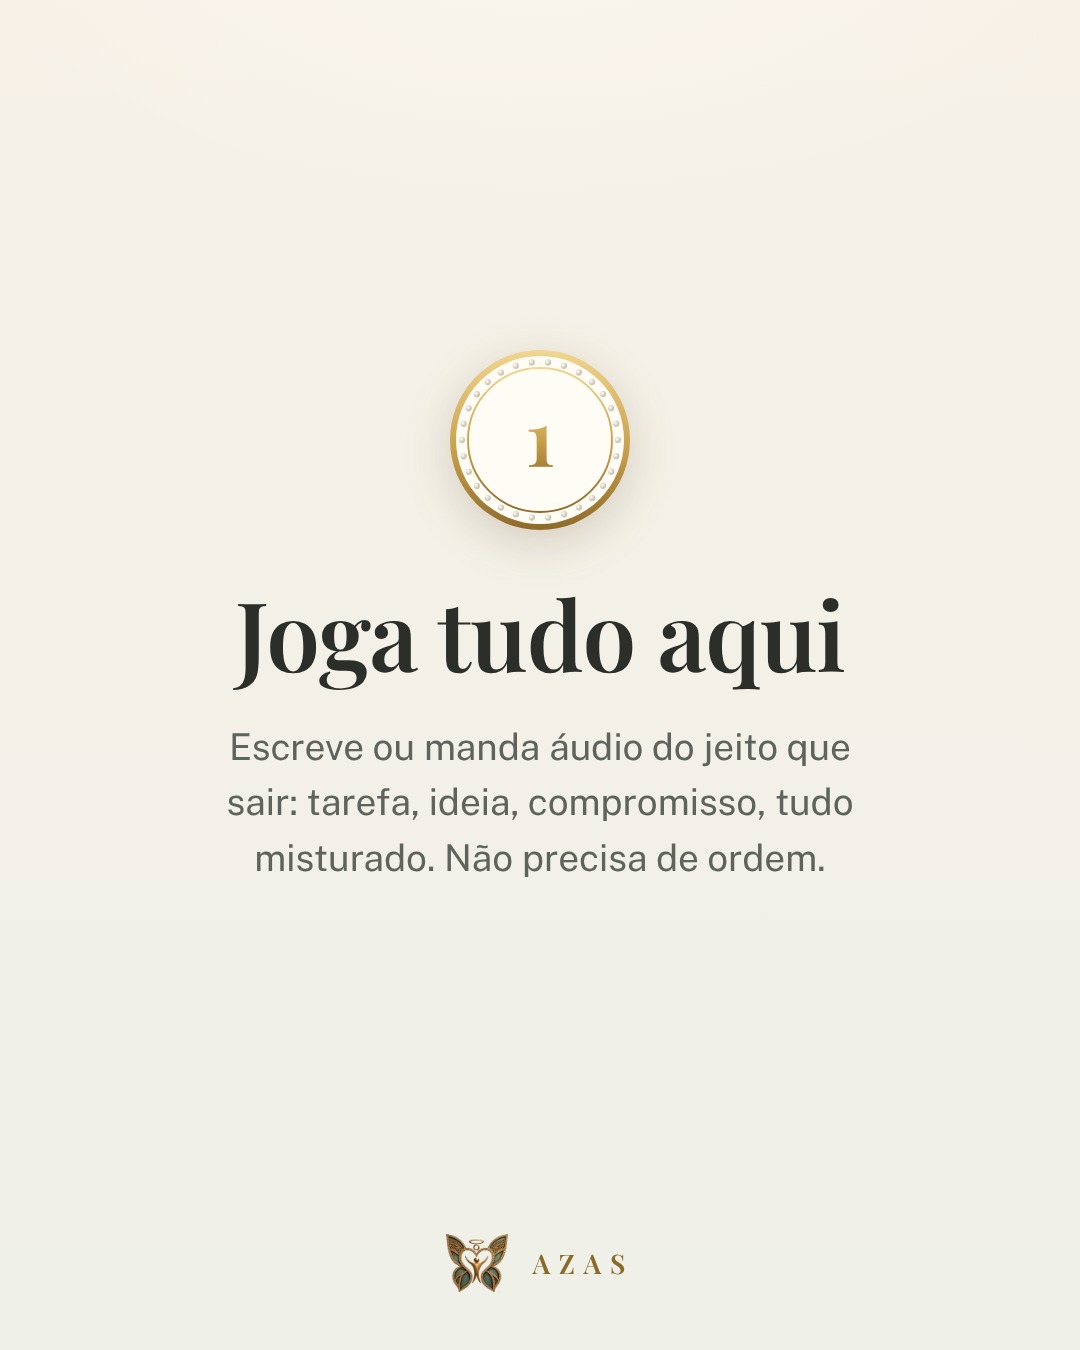 1
Joga tudo aqui
Escreve ou manda áudio do jeito que
sair: tarefa, ideia, compromisso, tudo
misturado. Não precisa de ordem.
AZAS